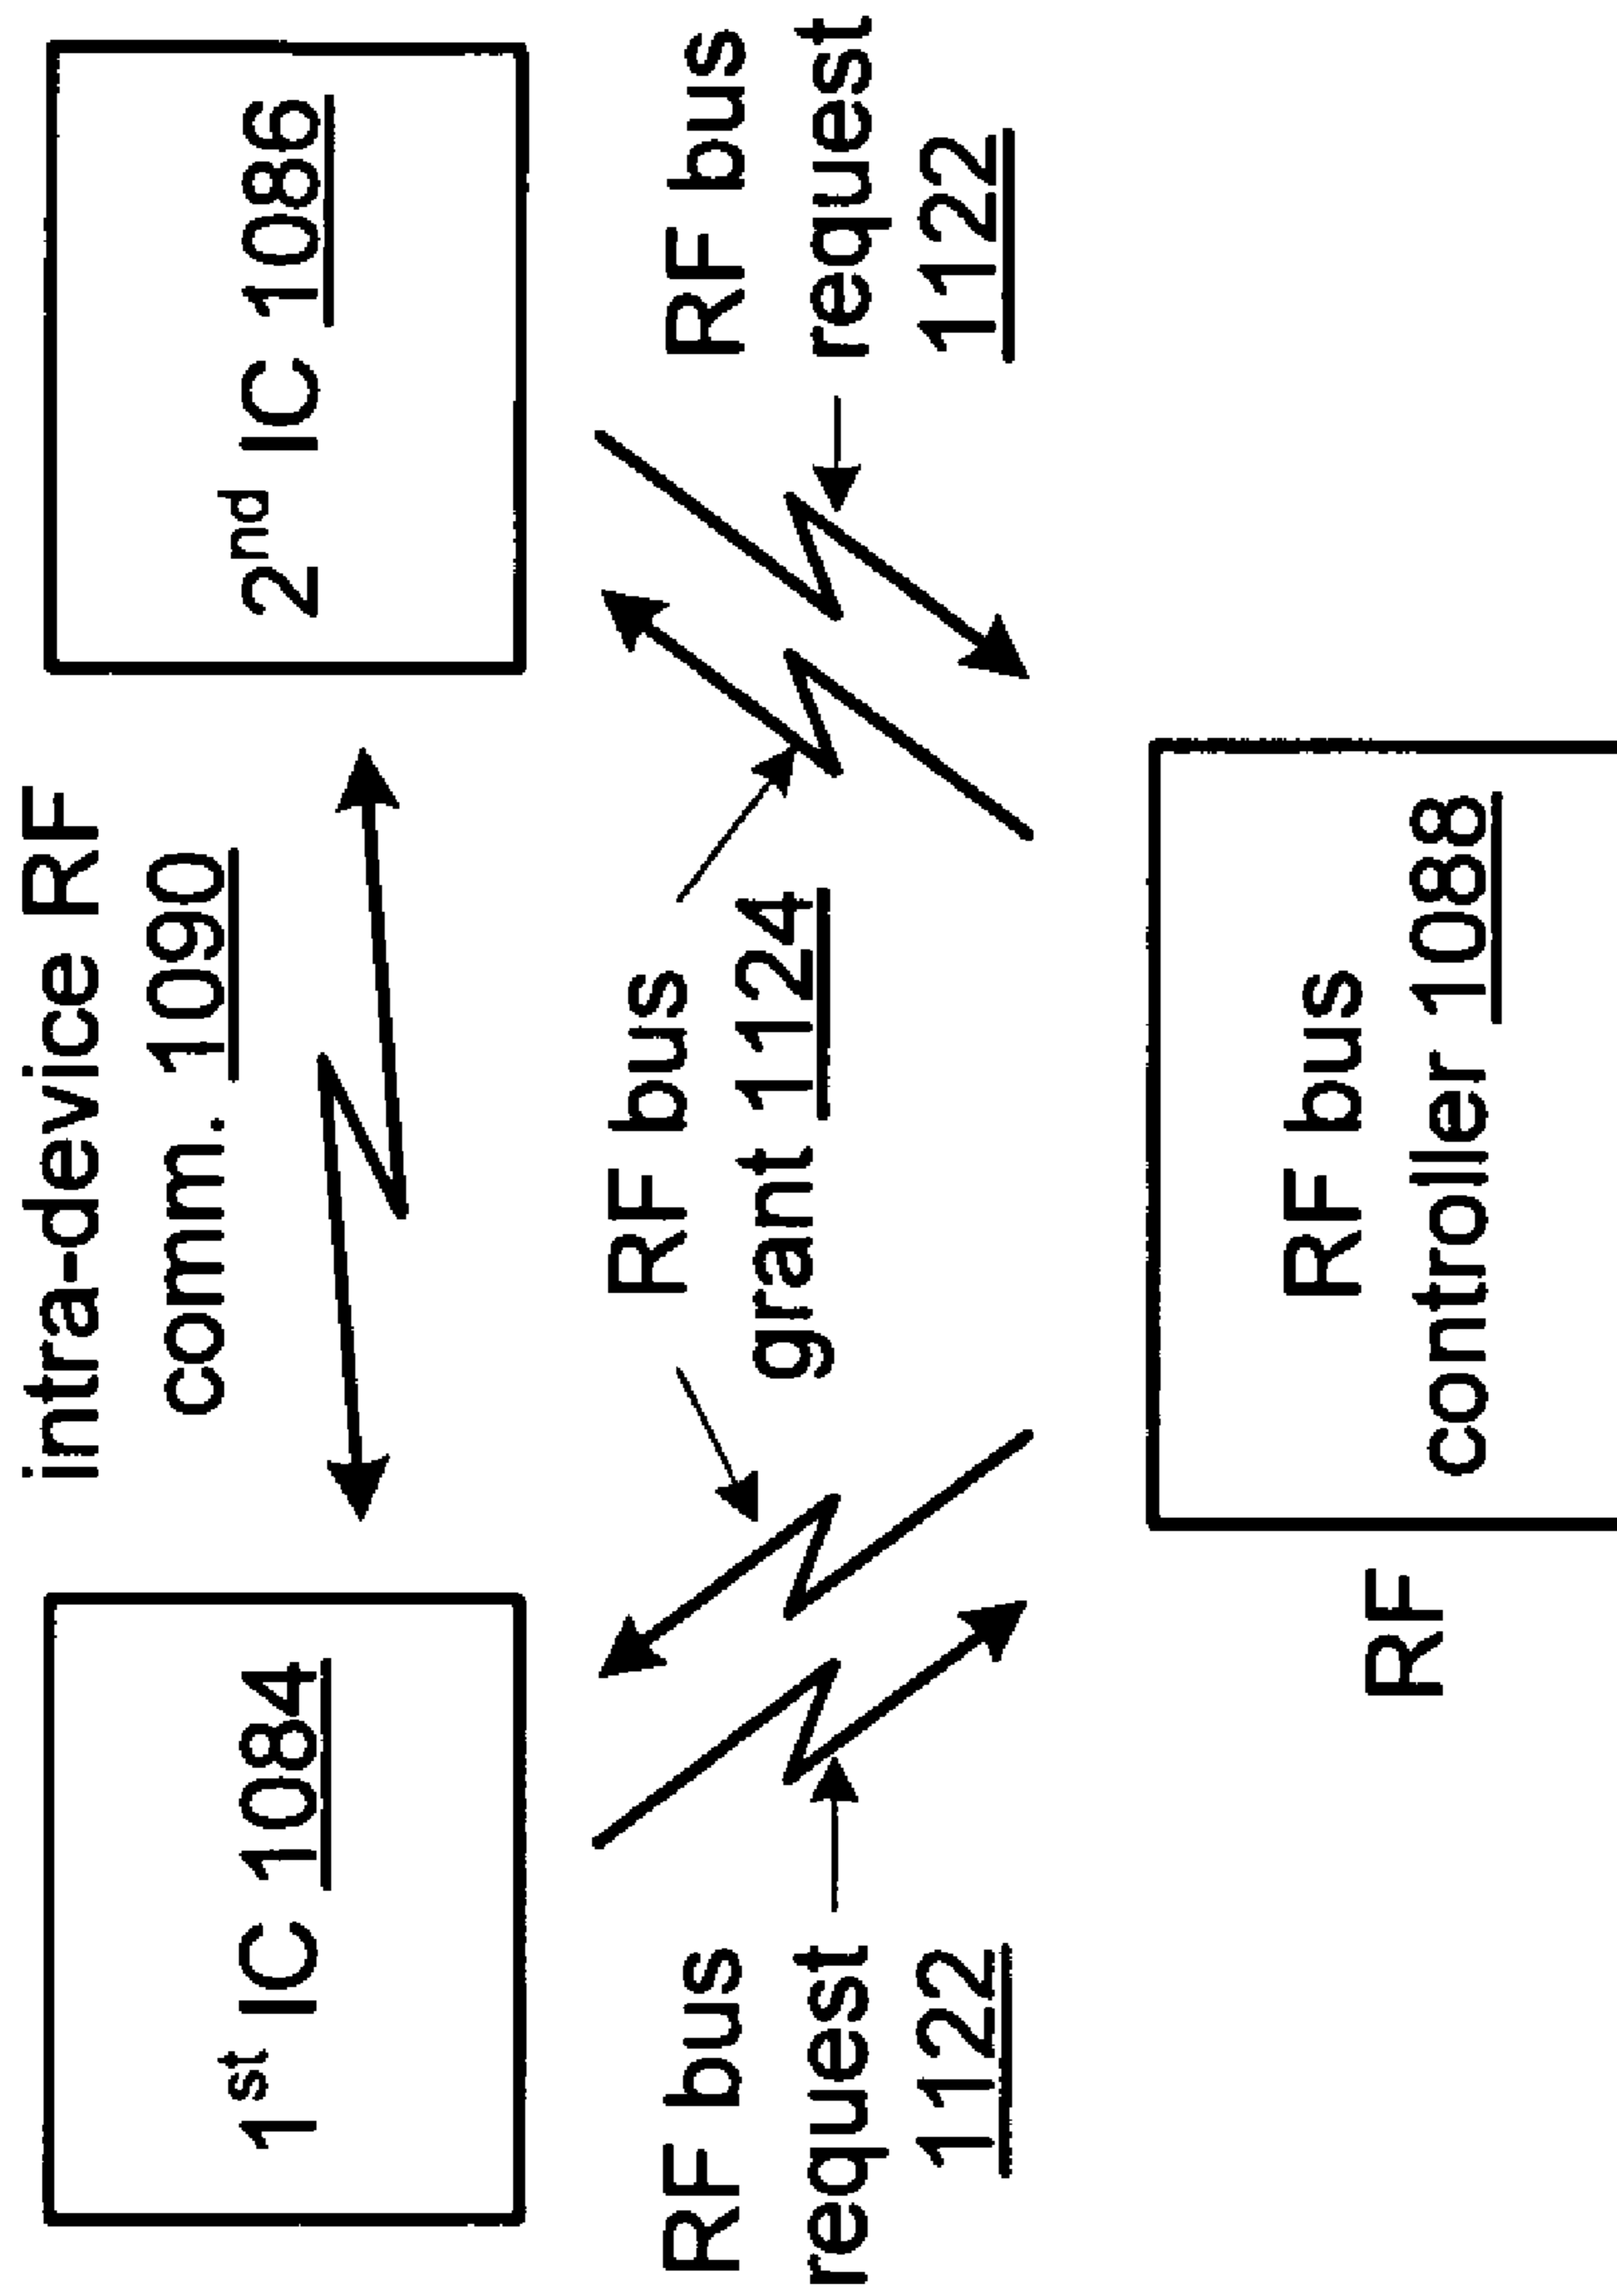 intra-device RF
comm. 1090
1st IC 1084
2nd IC 1086
RF bus
request
1122
RF bus
grant 1124
RF bus
request
1122
RF bus
controller 1088
RF